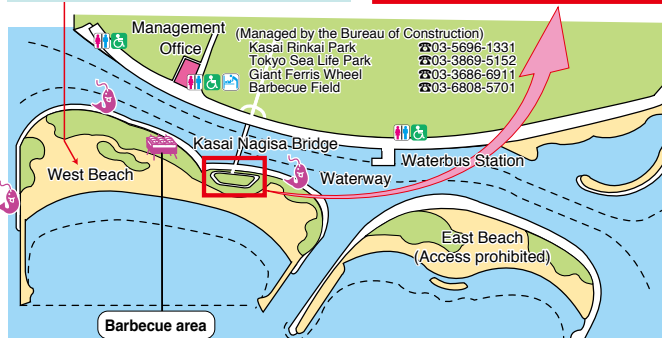 Management
Office
(Managed by the Bureau of Construction)
Kasai Rinkai Park ☎03-5696-1331
Tokyo Sea Life Park ☎03-3869-5152
Giant Ferris Wheel ☎03-3686-6911
Barbecue Field ☎03-6808-5701
Kasai Nagisa Bridge
Waterbus Station
West Beach
Waterway
East Beach
(Access prohibited)
Barbecue area